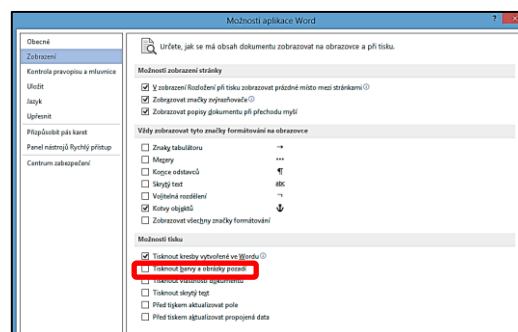 Možnosti aplikace Word
?
Obecné
Zobrazení
Kontrola pravopisu a mluvnice
Uložit
Jazyk
Upřesnit
Přizpůsobit pás karet
Panel nástrojů Rychlý přístup
Centrum zabezpečení
Určete, jak se má obsah dokumentu zobrazovat na obrazovce a při tisku.
Možnosti zobrazení stránky
V zobrazení Rozložení při tisku zobrazovat prázdné místo mezi stránkami
Zobrazovat značky zvýrazňovače
Zobrazovat popisy dokumentu při přechodu myší
Vždy zobrazovat tyto značky formátování na obrazovce
Znaky tabulátoru →
Mezery ···
Konce odstavců ¶
Skrytý text abc
Volitelná rozdělení ¬
Kotvy objektů
Zobrazovat všechny značky formátování
Možnosti tisku
Tisknout kresby vytvořené ve Wordu
Tisknout barvy a obrázky pozadí
Tisknout vlastnosti dokumentu
Tisknout skrytý text
Před tiskem aktualizovat pole
Před tiskem aktualizovat propojená data